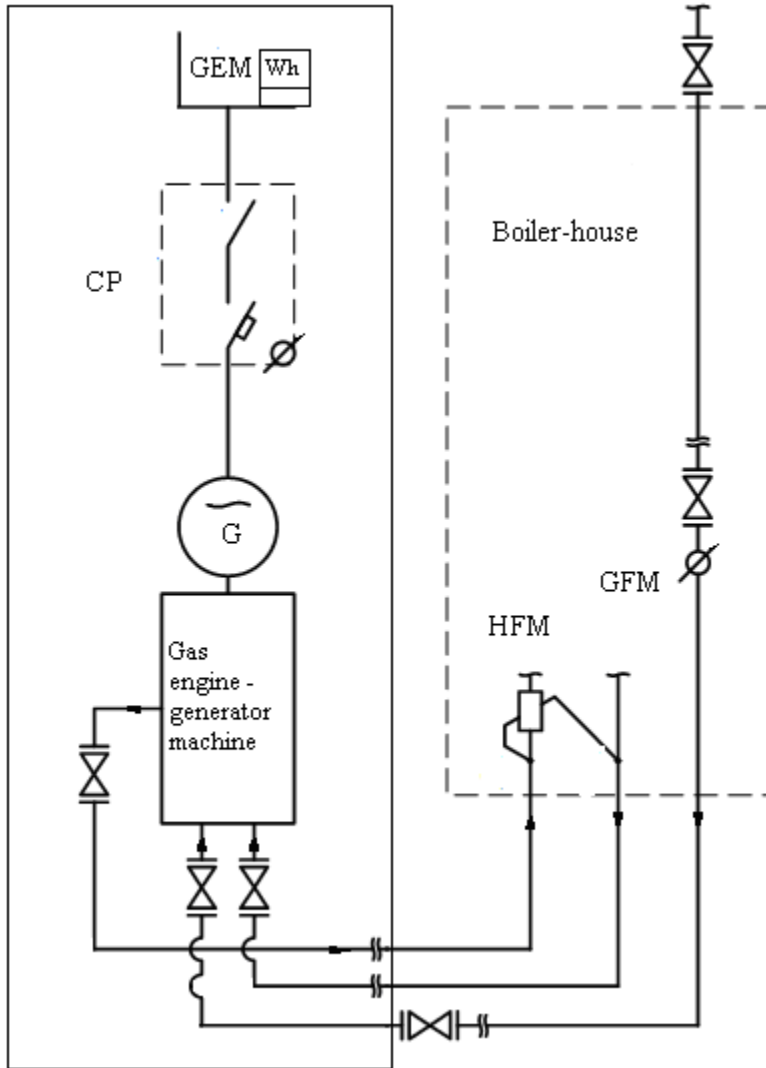 GEM
Wh
CP
G
Gas
engine -
generator
machine
Boiler-house
GFM
HFM